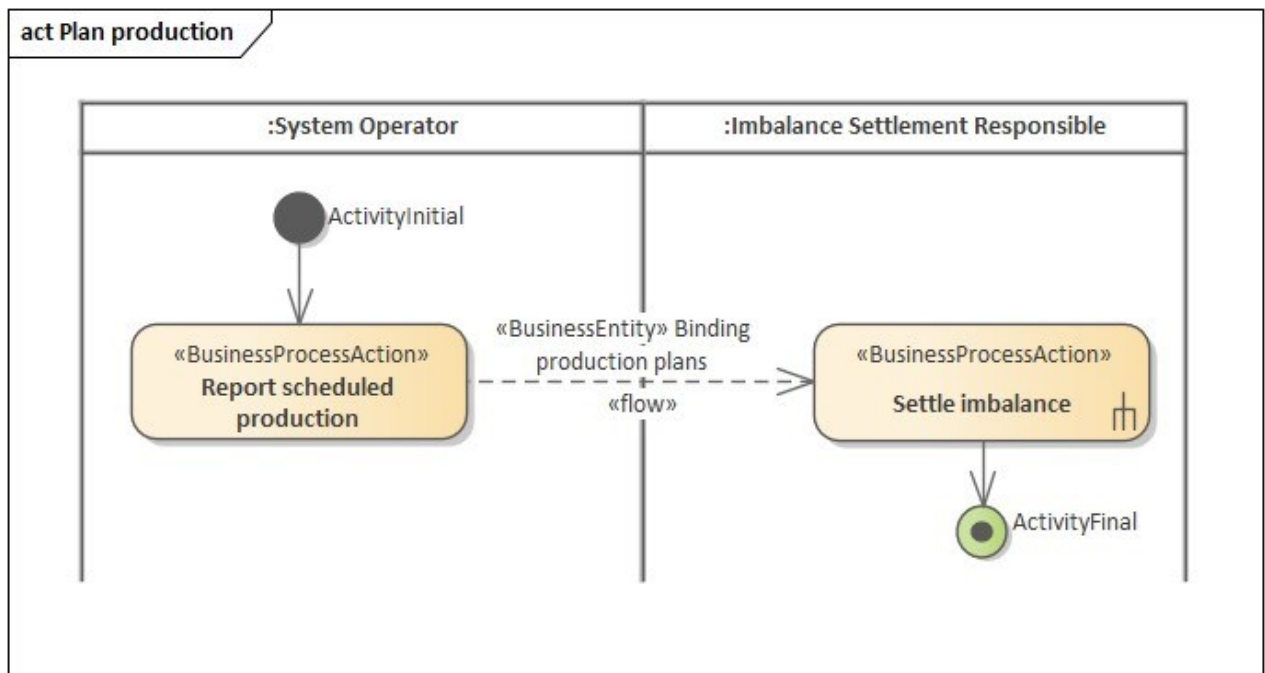 act Plan production
:System Operator
:Imbalance Settlement Responsible
ActivityInitial
«BusinessProcessAction»
Report scheduled
production
«BusinessEntity» Binding
production plans
«flow»
«BusinessProcessAction»
Settle imbalance
ActivityFinal